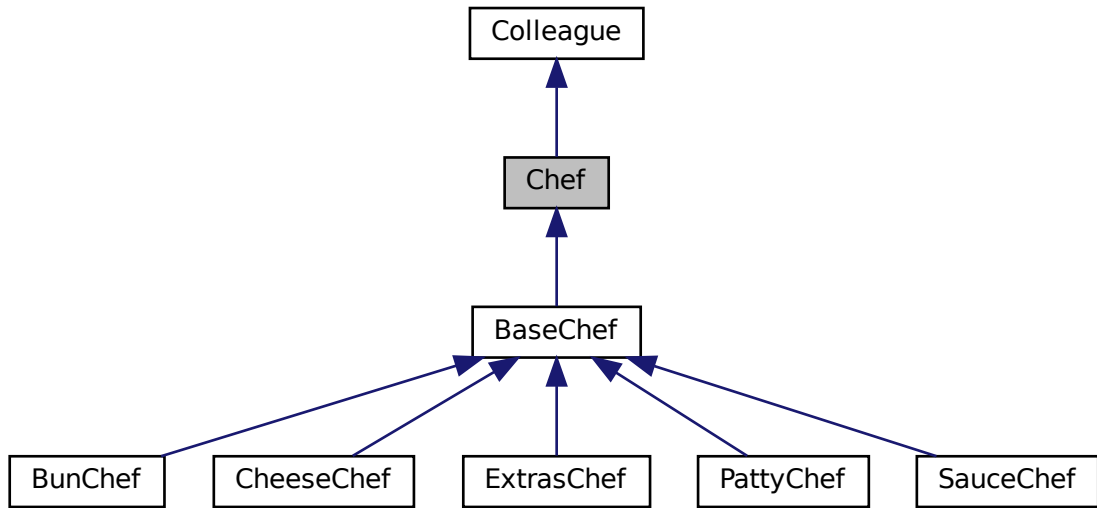 Colleague
Chef
BaseChef
BunChef
CheeseChef
ExtrasChef
PattyChef
SauceChef